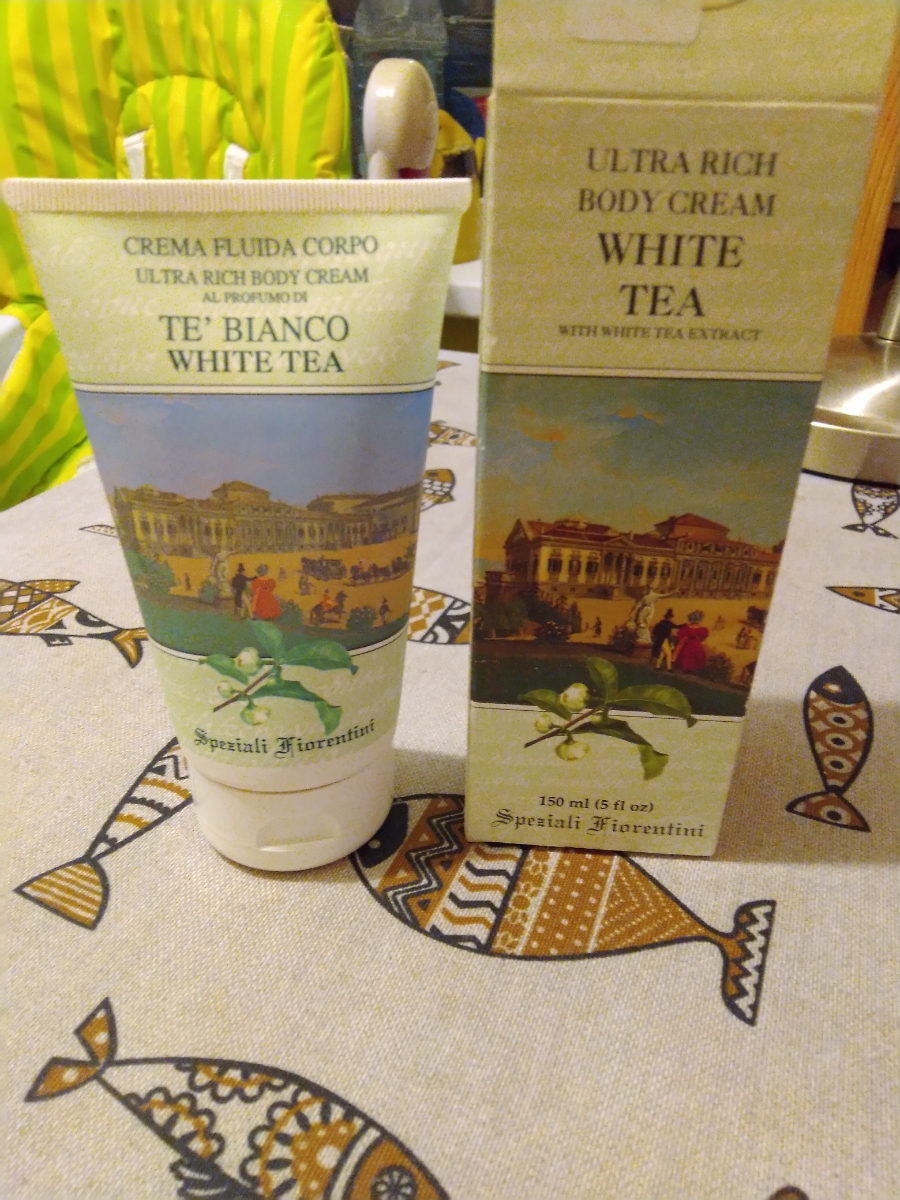 CREMA FLUIDA CORPO
ULTRA RICH BODY CREAM
AL PROFUMO DI
TE' BIANCO
WHITE TEA
Speziali Fiorentini
ULTRA RICH
BODY CREAM
WHITE
TEA
WITH WHITE TEA EXTRACT
150 ml (5 fl oz)
Speziali Fiorentini